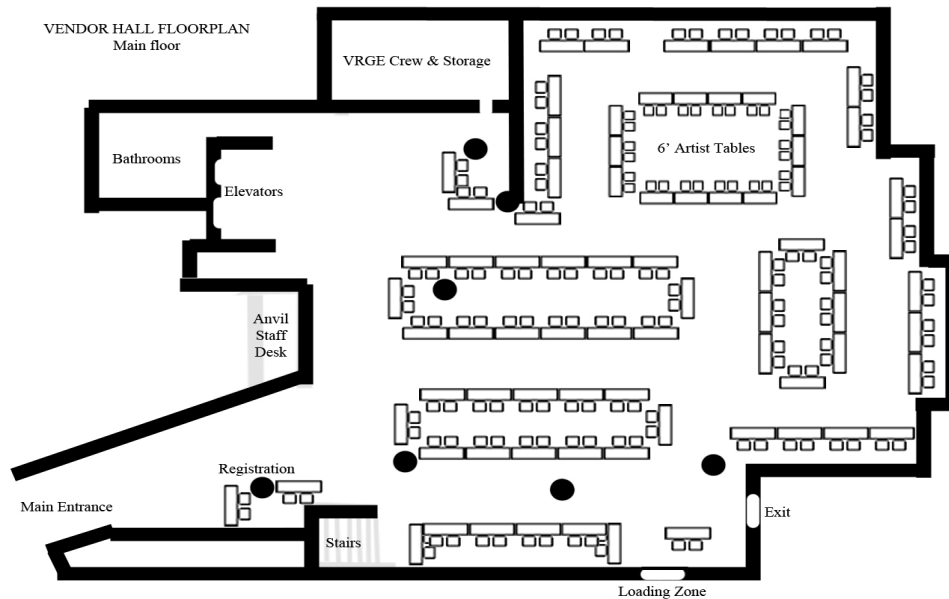 VENDOR HALL FLOORPLAN
Main floor
VRGE Crew & Storage
Bathrooms
6’ Artist Tables
Elevators
Anvil
Staff
Desk
Registration
Main Entrance
Exit
Stairs
Loading Zone